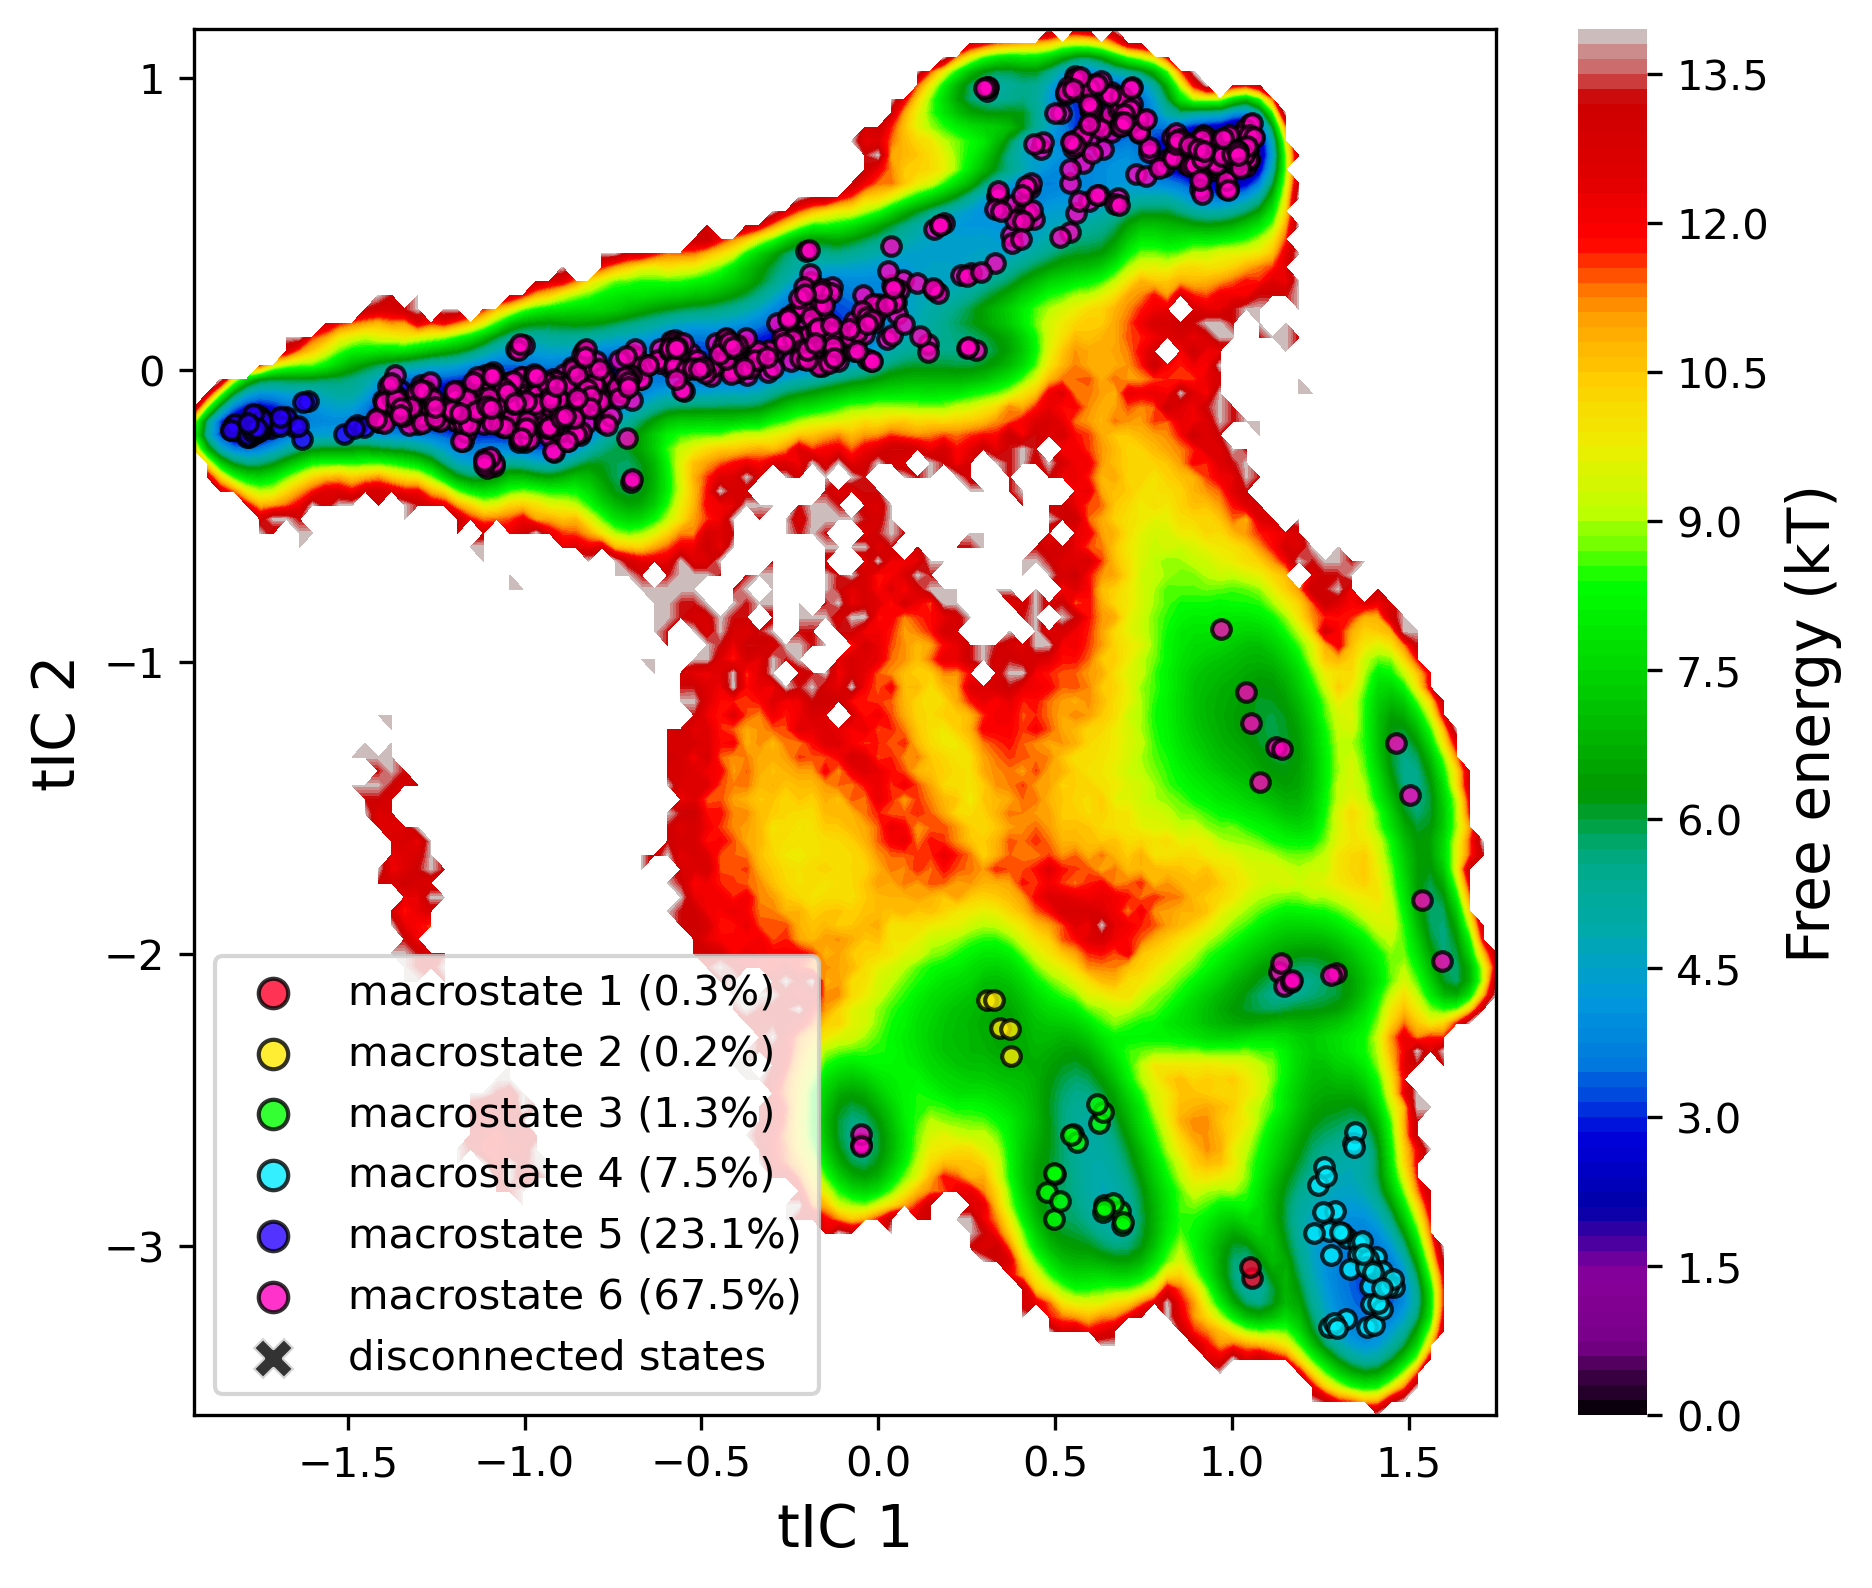 1
0
−1
−2
−3
tIC 2
−1.5
−1.0
−0.5
0.0
0.5
1.0
1.5
tIC 1
macrostate 1 (0.3%)
macrostate 2 (0.2%)
macrostate 3 (1.3%)
macrostate 4 (7.5%)
macrostate 5 (23.1%)
macrostate 6 (67.5%)
disconnected states
13.5
12.0
10.5
9.0
7.5
6.0
4.5
3.0
1.5
0.0
Free energy (kT)